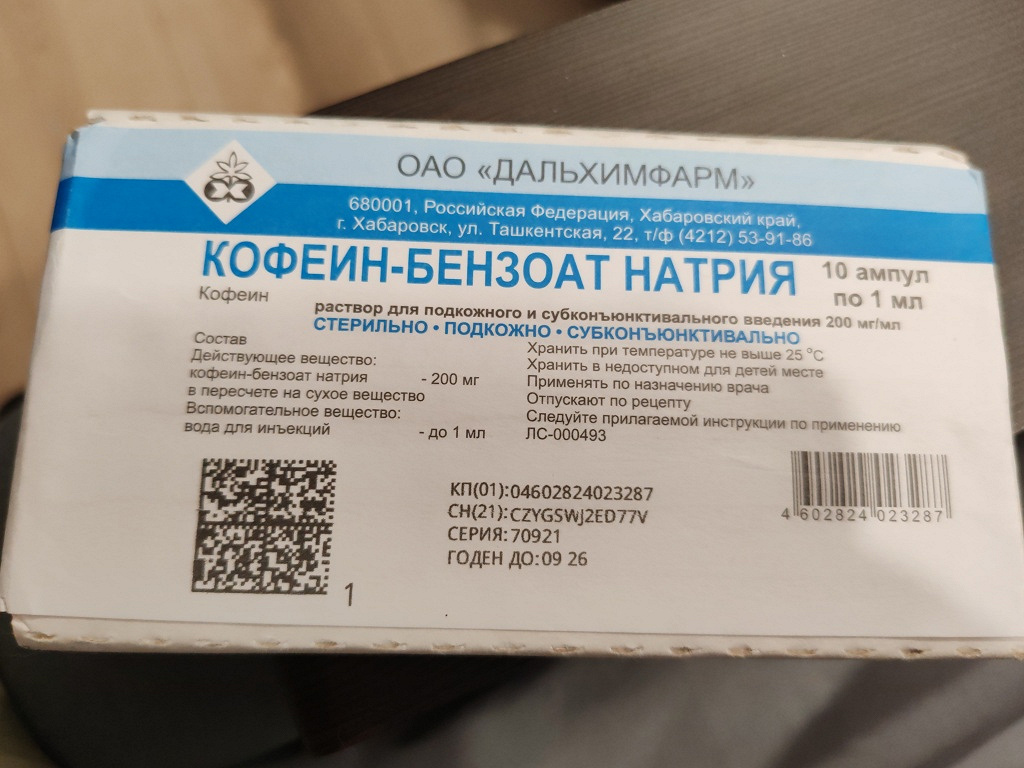 ОАО «ДАЛЬХИМФАРМ»
680001, Российская Федерация, Хабаровский край,
г. Хабаровск, ул. Ташкентская, 22, т/ф (4212) 53-91-86
КОФЕИН-БЕНЗОАТ НАТРИЯ
10 ампул
по 1 мл
Кофеин
раствор для подкожного и субконъюнктивального введения 200 мг/мл
СТЕРИЛЬНО • ПОДКОЖНО • СУБКОНЪЮНКТИВАЛЬНО
Состав
Действующее вещество:
кофеин-бензоат натрия - 200 мг
в пересчете на сухое вещество
Вспомогательное вещество:
вода для инъекций - до 1 мл
Хранить при температуре не выше 25 °С
Хранить в недоступном для детей месте
Применять по назначению врача
Отпускают по рецепту
Следуйте прилагаемой инструкции по применению
ЛС-000493
КП(01):04602824023287
СН(21):CZYGSWJ2ED77V
СЕРИЯ:70921
ГОДЕН ДО:09 26
4 602824 023287
1